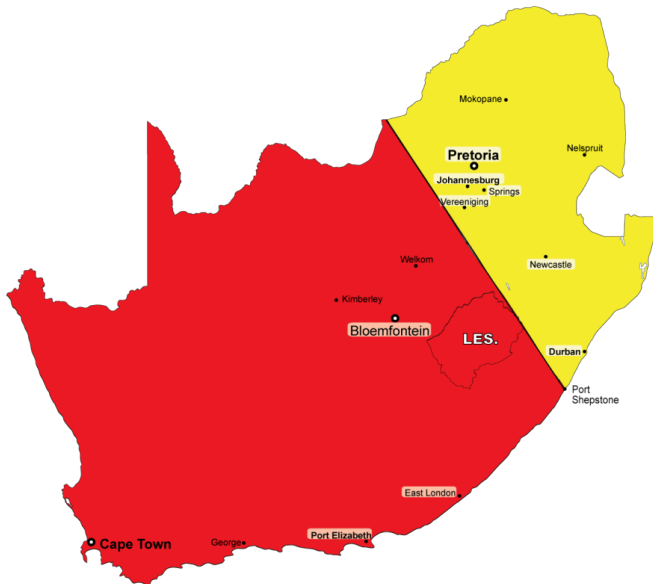 Mokopane
Nelspruit
Pretoria
Johannesburg
Springs
Vereeniging
Welkom
Newcastle
Kimberley
Bloemfontein
LES.
Durban
Port
Shepstone
East London
Port Elizabeth
Cape Town
George